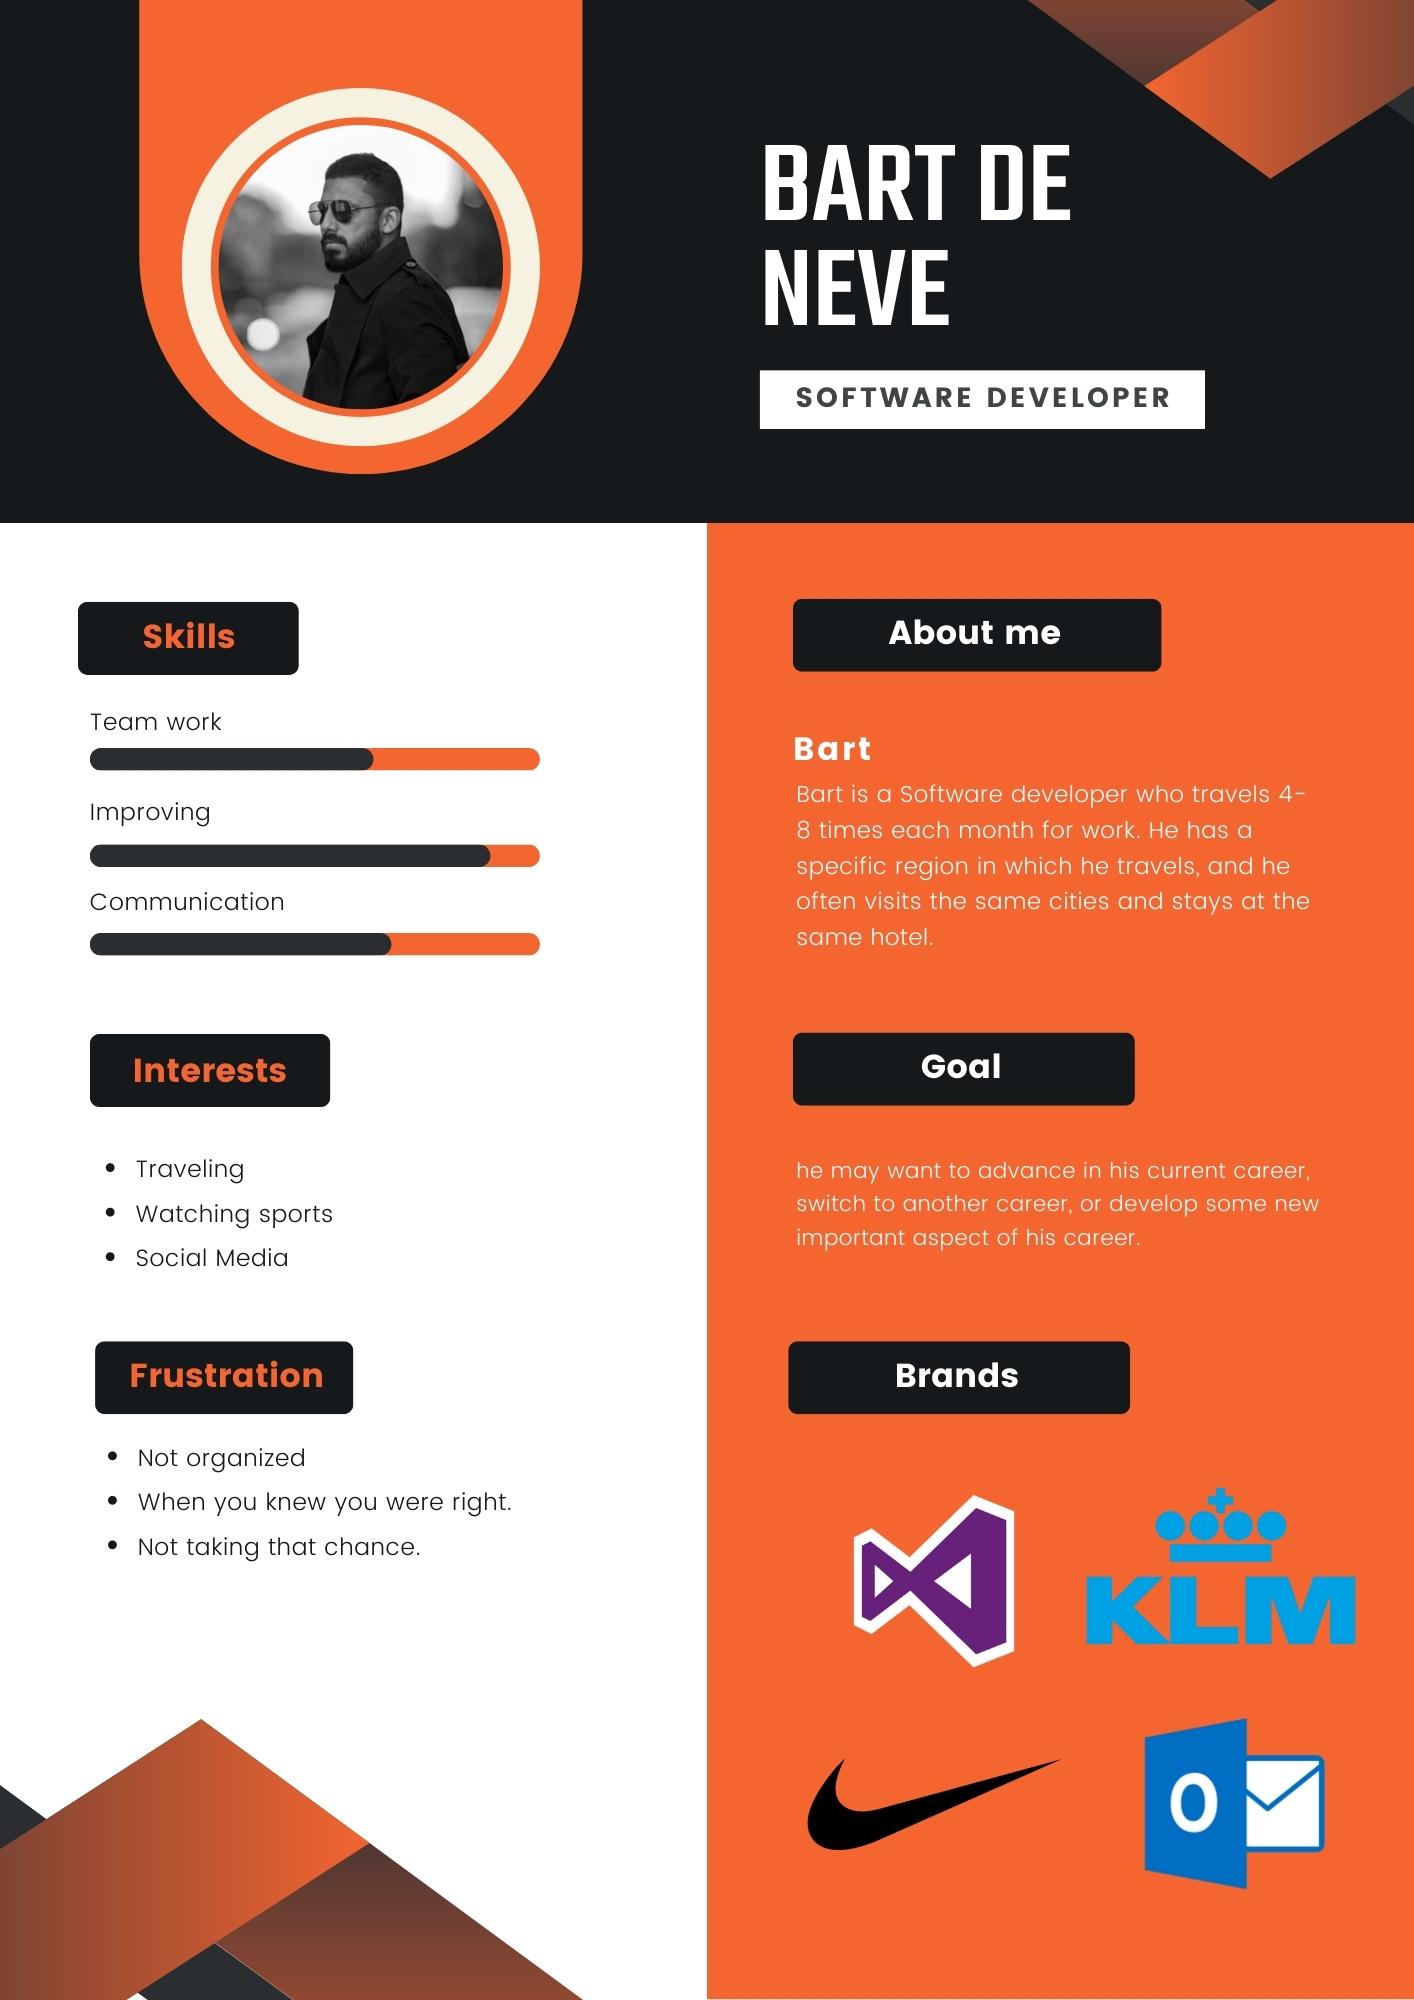 BART DE
NEVE
SOFTWARE DEVELOPER
Skills
Team work
Improving
Communication
Interests
• Traveling
• Watching sports
• Social Media
Frustration
• Not organized
• When you knew you were right.
• Not taking that chance.
About me
Bart
Bart is a Software developer who travels 4-
8 times each month for work. He has a
specific region in which he travels, and he
often visits the same cities and stays at the
same hotel.
Goal
he may want to advance in his current career,
switch to another career, or develop some new
important aspect of his career.
Brands
KLM
O